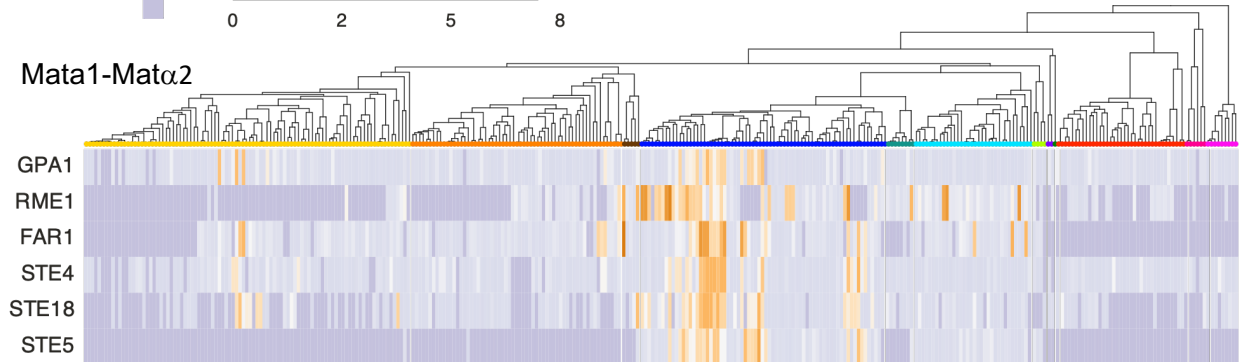 0 2 5 8
Mata1-Matα2
GPA1
RME1
FAR1
STE4
STE18
STE5